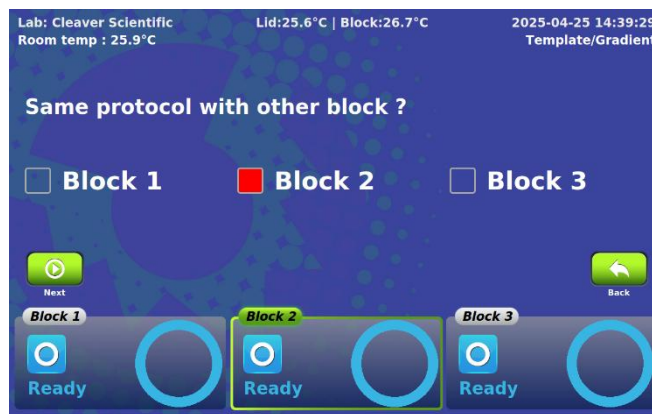 Lab: Cleaver Scientific Lid:25.6°C | Block:26.7°C 2025-04-25 14:39:29
Room temp : 25.9°C Template/Gradient
Same protocol with other block ?
Block 1 Block 2 Block 3
Next Back
Block 1 Block 2 Block 3
Ready Ready Ready